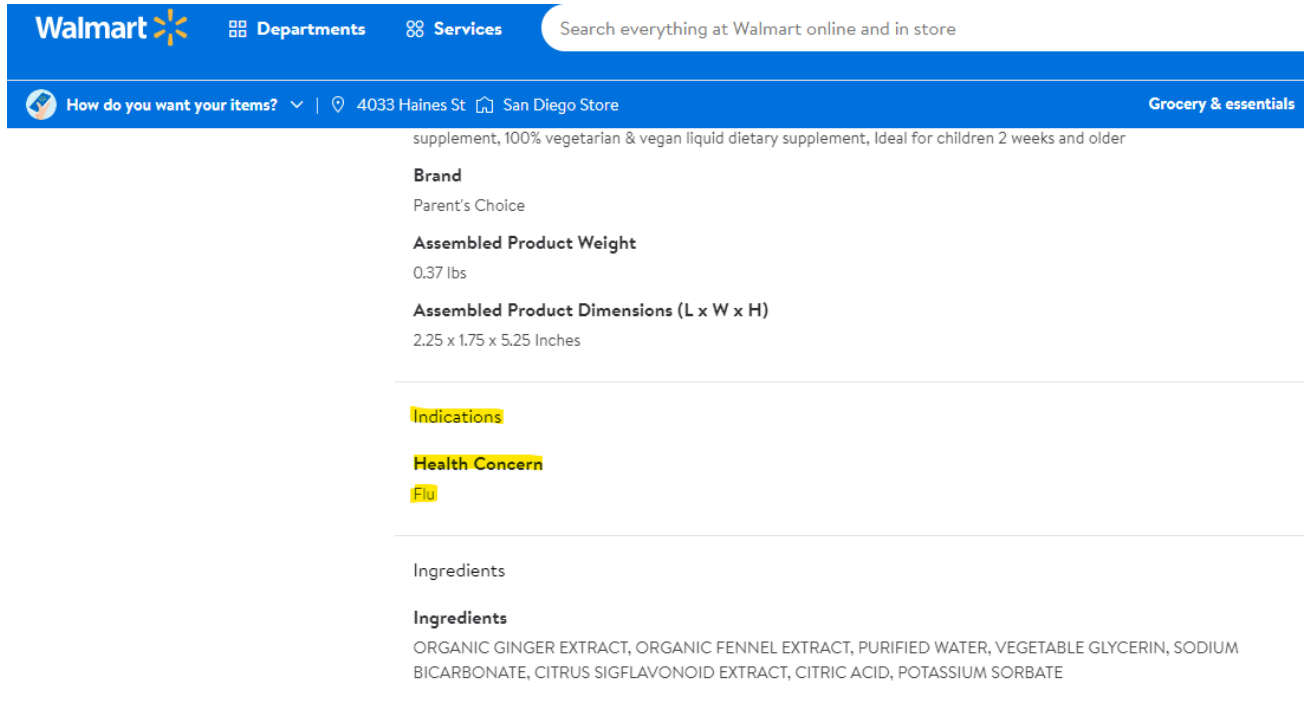 Walmart Departments Services Search everything at Walmart online and in store
How do you want your items? | 4033 Haines St San Diego Store Grocery & essentials
supplement, 100% vegetarian & vegan liquid dietary supplement, Ideal for children 2 weeks and older
Brand
Parent's Choice
Assembled Product Weight
0.37 lbs
Assembled Product Dimensions (L x W x H)
2.25 x 1.75 x 5.25 Inches
Indications
Health Concern
Flu
Ingredients
Ingredients
ORGANIC GINGER EXTRACT, ORGANIC FENNEL EXTRACT, PURIFIED WATER, VEGETABLE GLYCERIN, SODIUM
BICARBONATE, CITRUS SIGFLAVONOID EXTRACT, CITRIC ACID, POTASSIUM SORBATE